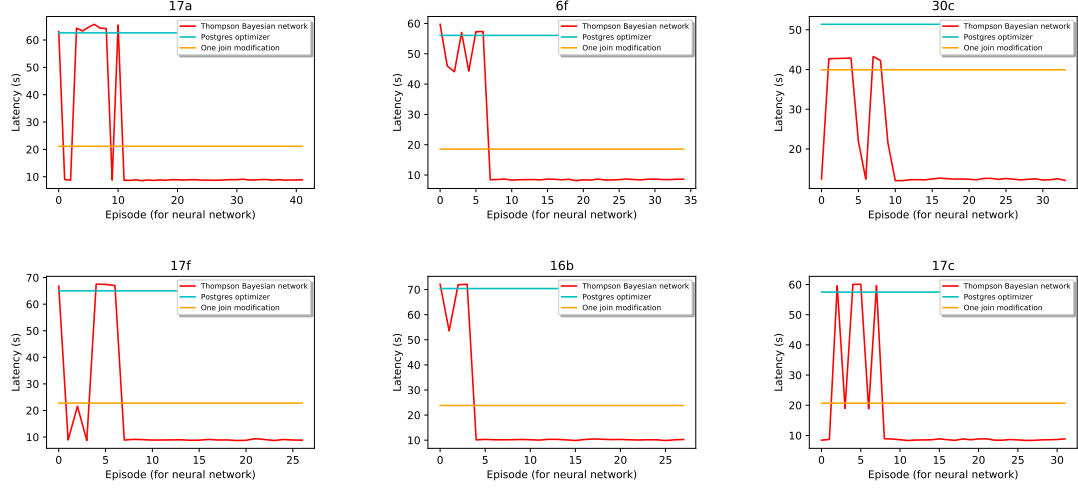 17a
60
50
40
30
20
10
0
10
20
30
40
Latency (s)
Episode (for neural network)
Thompson Bayesian network
Postgres optimizer
One join modification
6f
60
50
40
30
20
10
0
5
10
15
20
25
30
35
Latency (s)
Episode (for neural network)
Thompson Bayesian network
Postgres optimizer
One join modification
30c
50
40
30
20
0
5
10
15
20
25
30
Latency (s)
Episode (for neural network)
Thompson Bayesian network
Postgres optimizer
One join modification
17f
70
60
50
40
30
20
10
0
5
10
15
20
25
Latency (s)
Episode (for neural network)
Thompson Bayesian network
Postgres optimizer
One join modification
16b
70
60
50
40
30
20
10
0
5
10
15
20
25
Latency (s)
Episode (for neural network)
Thompson Bayesian network
Postgres optimizer
One join modification
17c
60
50
40
30
20
10
0
5
10
15
20
25
30
Latency (s)
Episode (for neural network)
Thompson Bayesian network
Postgres optimizer
One join modification